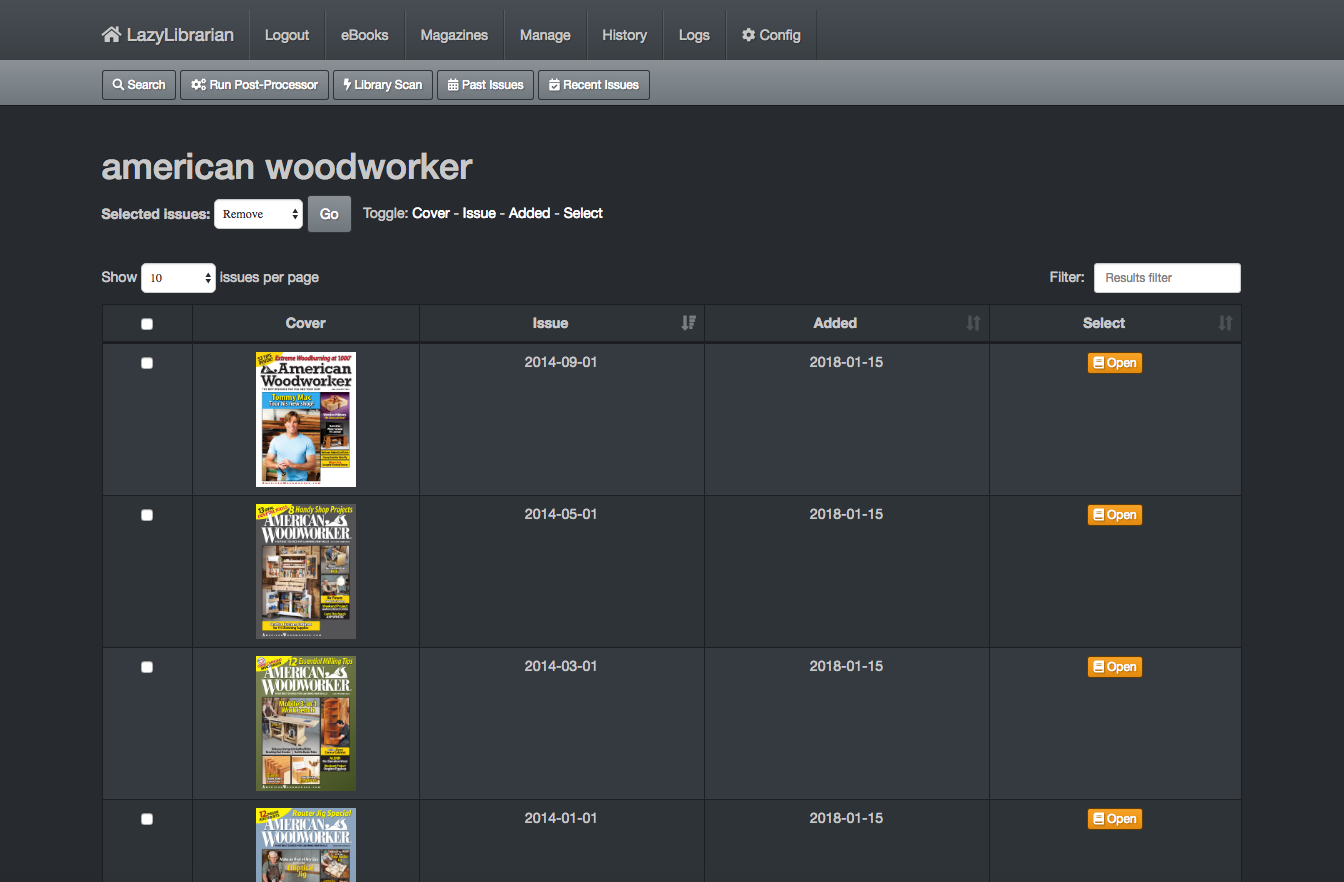 LazyLibrarian Logout eBooks Magazines Manage History Logs Config
Search Run Post-Processor Library Scan Past Issues Recent Issues
american woodworker
Selected issues: Remove Go Toggle: Cover - Issue - Added - Select
Show 10 issues per page Filter: Results filter
Cover Issue Added Select
2014-09-01 2018-01-15 Open
Extreme Woodburning at 1000°
American
Woodworker
Tommy Mac
2014-05-01 2018-01-15 Open
8 Handy Shop Projects
AMERICAN
WOODWORKER
2014-03-01 2018-01-15 Open
12 Essential Milling Tips
AMERICAN
WOODWORKER
2014-01-01 2018-01-15 Open
Router Jig Special
AMERICAN
WOODWORKER
Elliptical
Jig